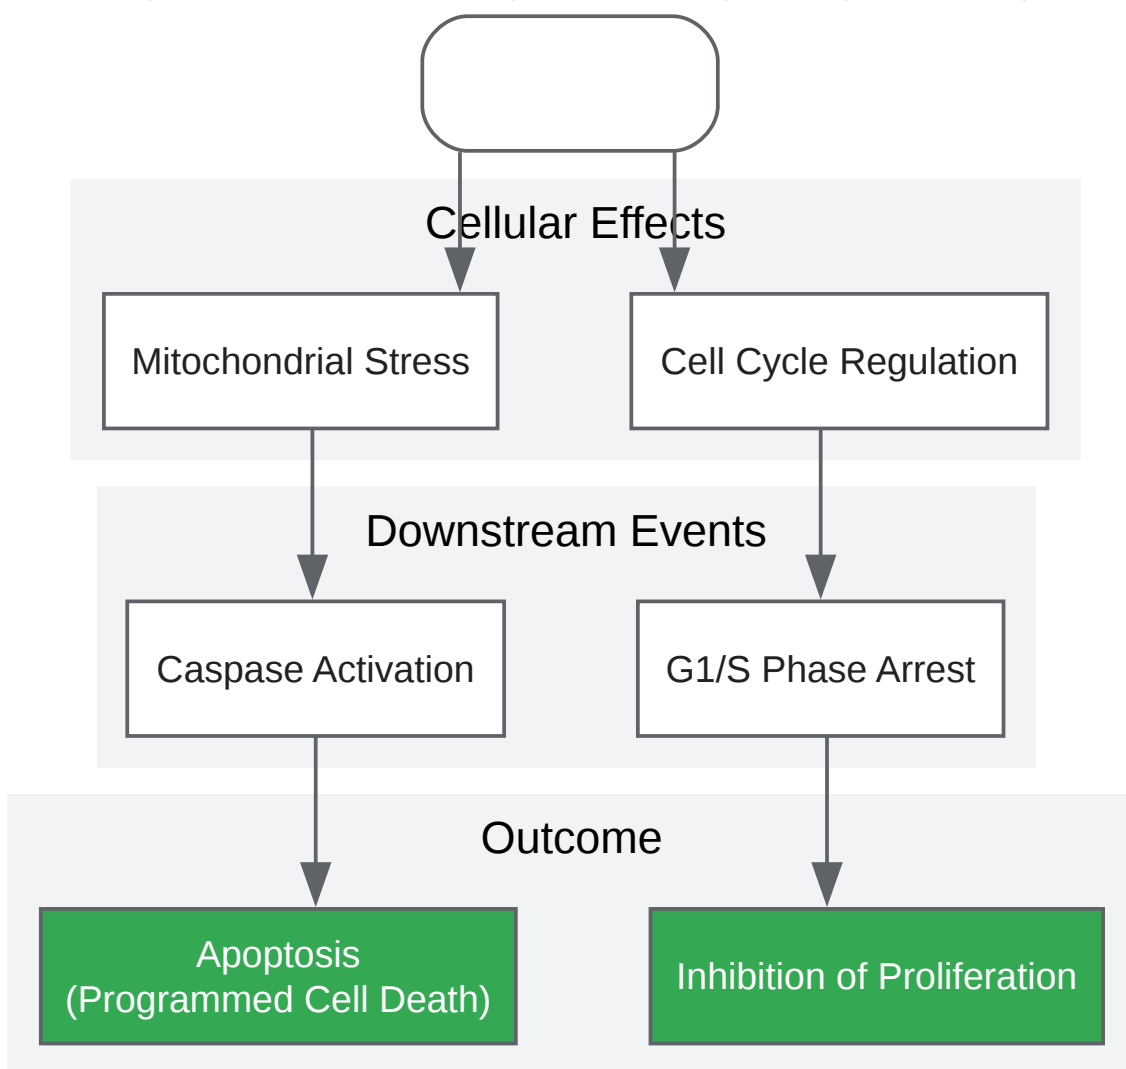 Cellular Effects
Mitochondrial Stress
Cell Cycle Regulation
Downstream Events
Caspase Activation
G1/S Phase Arrest
Outcome
Apoptosis
(Programmed Cell Death)
Inhibition of Proliferation